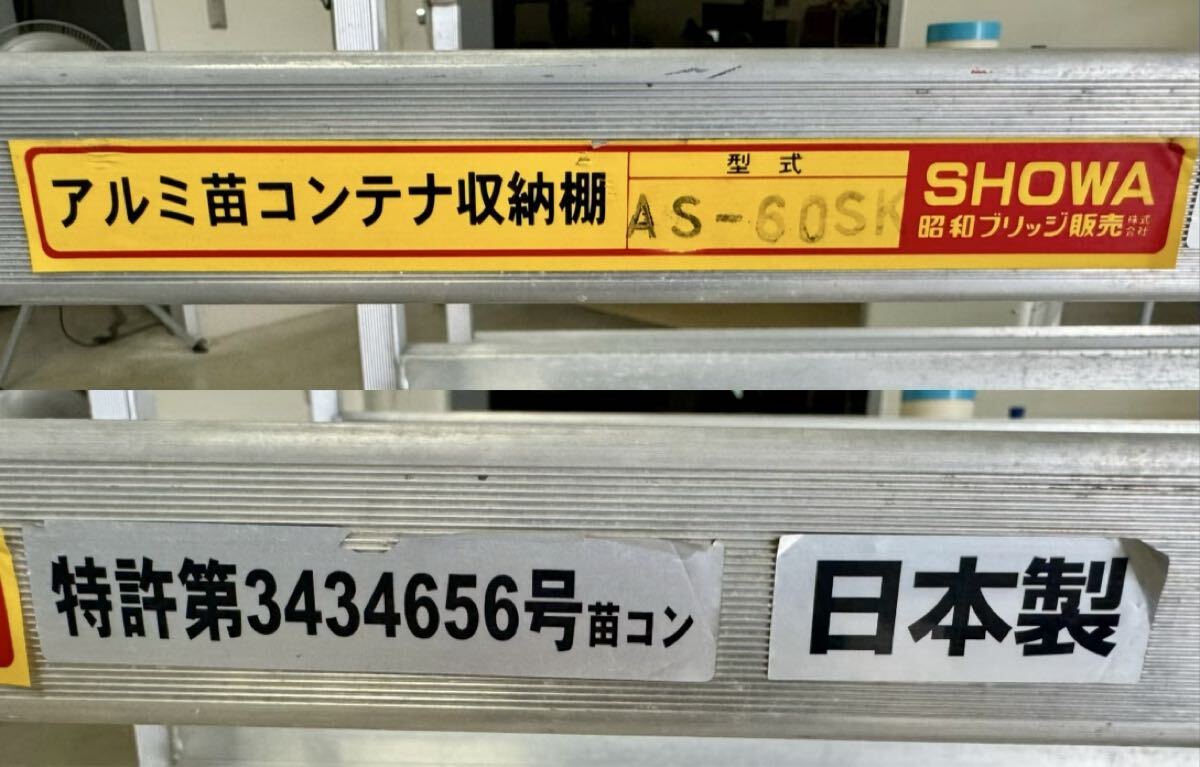 アルミ苗コンテナ収納棚
型式
AS-60SK
SHOWA
昭和ブリッジ販売株式会社
特許第3434656号苗コン
日本製